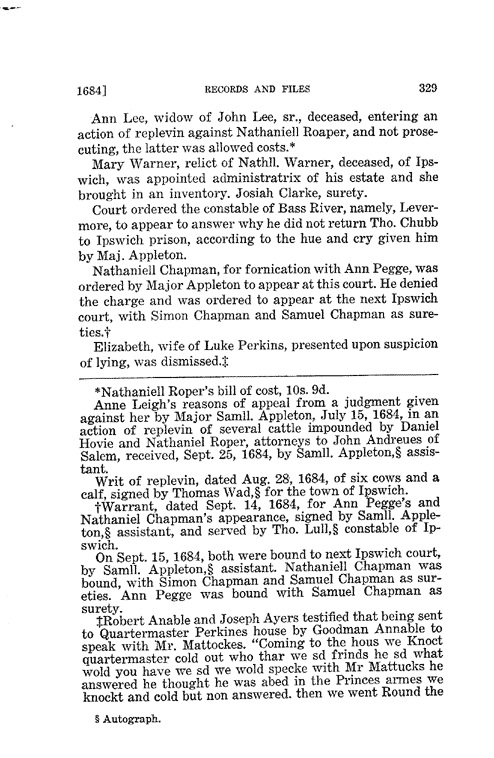 1684] RECORDS AND FILES 329
Ann Lee, widow of John Lee, sr., deceased, entering an
action of replevin against Nathaniell Roaper, and not prose-
cuting, the latter was allowed costs.*
Mary Warner, relict of Nathll. Warner, deceased, of Ips-
wich, was appointed administratrix of his estate and she
brought in an inventory. Josiah Clarke, surety.
Court ordered the constable of Bass River, namely, Lever-
more, to appear to answer why he did not return Tho. Chubb
to Ipswich prison, according to the hue and cry given him
by Maj. Appleton.
Nathaniell Chapman, for fornication with Ann Pegge, was
ordered by Major Appleton to appear at this court. He denied
the charge and was ordered to appear at the next Ipswich
court, with Simon Chapman and Samuel Chapman as sure-
ties.†
Elizabeth, wife of Luke Perkins, presented upon suspicion
of lying, was dismissed.‡
*Nathaniell Roper's bill of cost, 10s. 9d.
Anne Leigh's reasons of appeal from a judgment given
against her by Major Samll. Appleton, July 15, 1684, in an
action of replevin of several cattle impounded by Daniel
Hovie and Nathaniel Roper, attorneys to John Andreues of
Salem, received, Sept. 25, 1684, by Samll. Appleton,§ assis-
tant.
Writ of replevin, dated Aug. 28, 1684, of six cows and a
calf, signed by Thomas Wad,§ for the town of Ipswich.
†Warrant, dated Sept. 14, 1684, for Ann Pegge's and
Nathaniel Chapman's appearance, signed by Samll. Apple-
ton,§ assistant, and served by Tho. Lull,§ constable of Ip-
swich.
On Sept. 15, 1684, both were bound to next Ipswich court,
by Samll. Appleton,§ assistant. Nathaniell Chapman was
bound, with Simon Chapman and Samuel Chapman as sur-
eties. Ann Pegge was bound with Samuel Chapman as
surety.
‡Robert Anable and Joseph Ayers testified that being sent
to Quartermaster Perkines house by Goodman Annable to
speak with Mr. Mattockes. "Coming to the hous we Knoct
quartermaster cold out who thar we sd frinds he sd what
wold you have we sd we wold specke with Mr Mattucks he
answered he thought he was abed in the Princes armes we
knockt and cold but non answered. then we went Round the
§ Autograph.